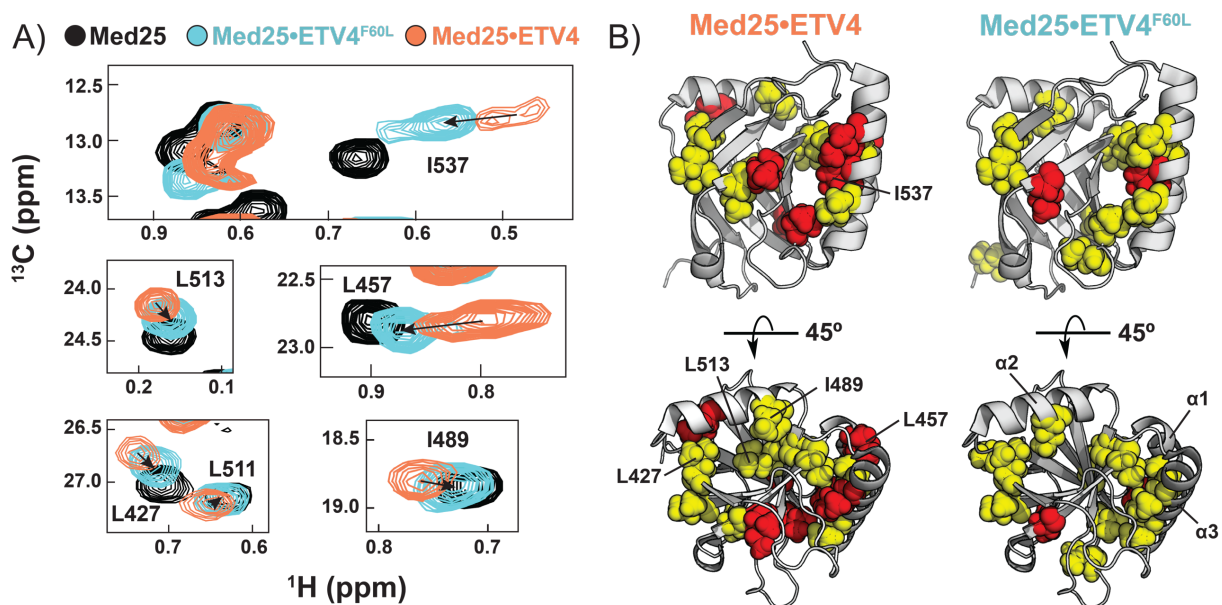 A) Med25 Med25•ETV4F60L Med25•ETV4
12.5
13.0
13.5
I537
0.9 0.6 0.7 0.6 0.5
13C (ppm)
24.0
24.5
L513
0.2 0.1
L457
22.5
23.0
0.9 0.8
26.5
27.0
L511
L427
0.7 0.6
18.5
19.0
I489
0.8 0.7
1H (ppm)
B) Med25•ETV4 Med25•ETV4F60L
I537
45º 45º
L513
I489
L457
L427
α2
α1
α3